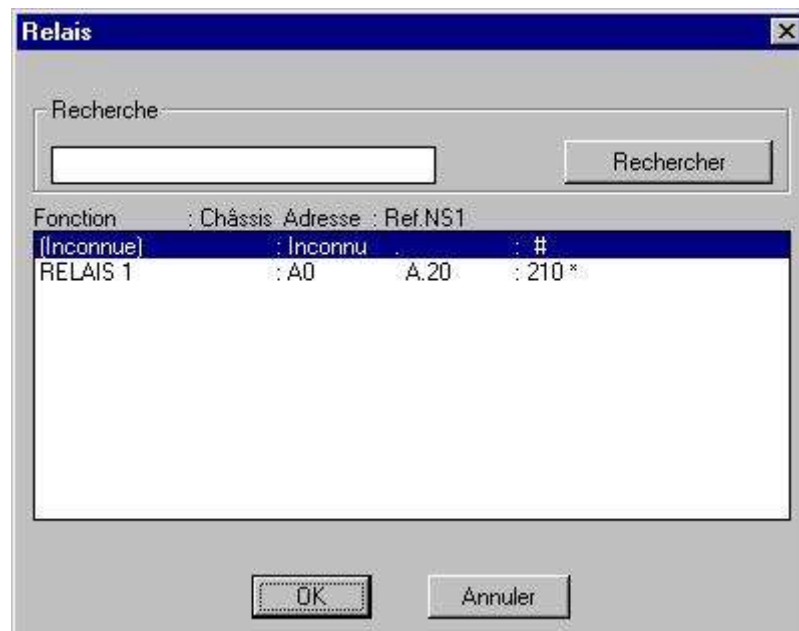 Relais
Recherche
Rechercher
Fonction : Châssis Adresse : Ref.NS1
(Inconnue) : Inconnu . : #
RELAIS 1 : A0 A.20 : 210 *
OK Annuler